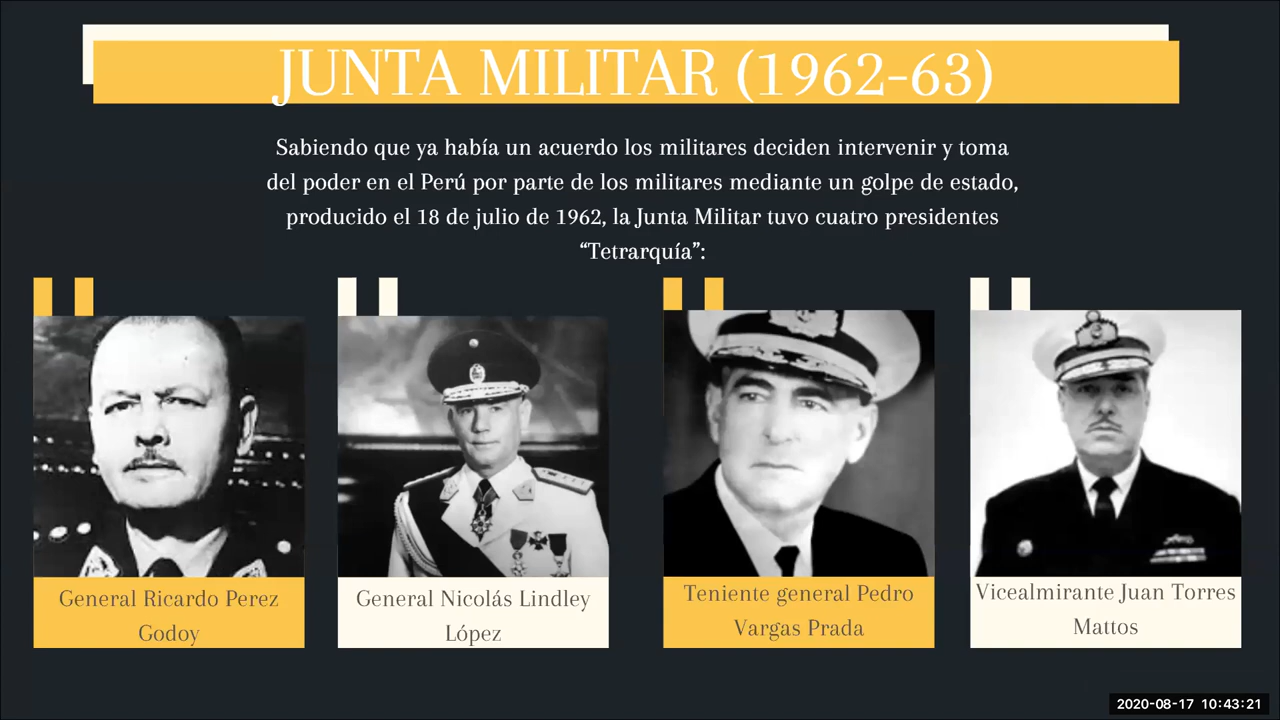 JUNTA MILITAR (1962-63)
Sabiendo que ya había un acuerdo los militares deciden intervenir y toma
del poder en el Perú por parte de los militares mediante un golpe de estado,
producido el 18 de julio de 1962, la Junta Militar tuvo cuatro presidentes
“Tetrarquía”:
General Ricardo Perez
Godoy
General Nicolás Lindley
López
Teniente general Pedro
Vargas Prada
Vicealmirante Juan Torres
Mattos
2020-08-17 10:43:21